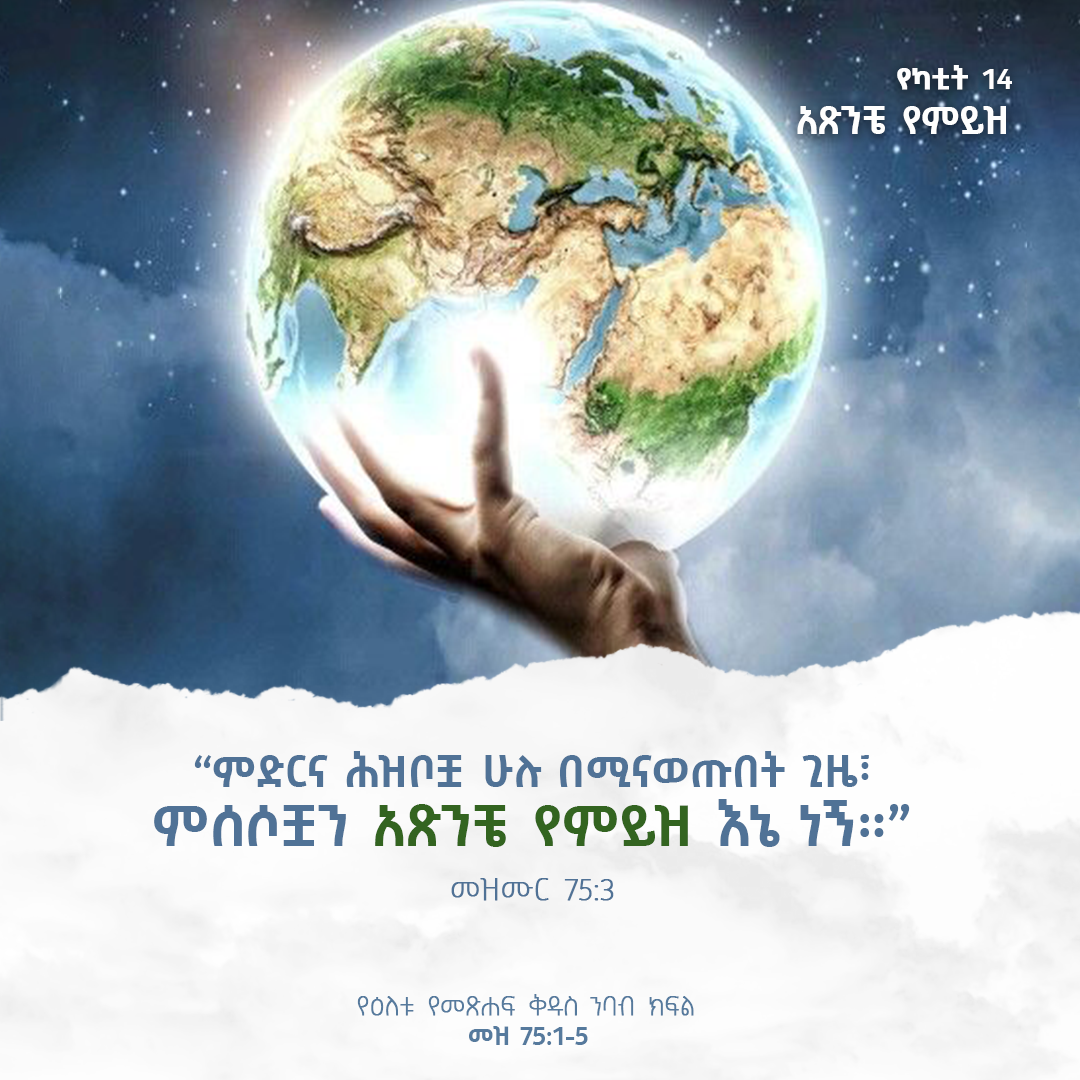 የካቲት 14
አጽንቼ የምይዝ
“ምድርና ሕዝቦቿ ሁሉ በሚናወጡበት ጊዜ፣
ምሰሶቿን አጽንቼ የምይዝ እኔ ነኝ።”
መዝሙር 75:3
የዕለቱ የመጽሐፍ ቅዱስ ንባብ ክፍል
መዝ 75:1-5